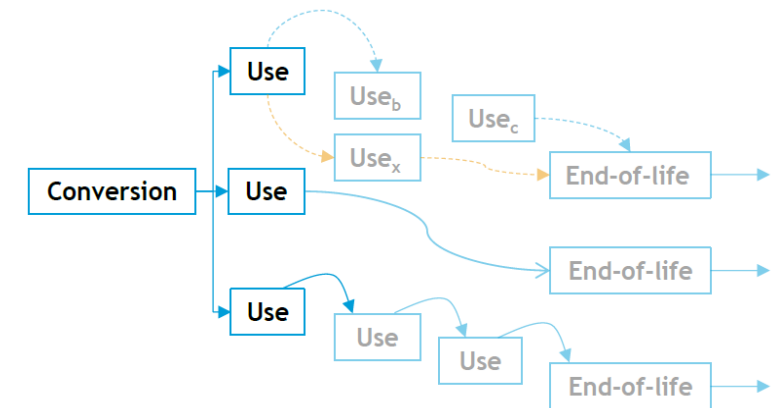 Use
Use_b
Use_c
Use_x
End-of-life
Conversion
Use
End-of-life
Use
Use
Use
End-of-life